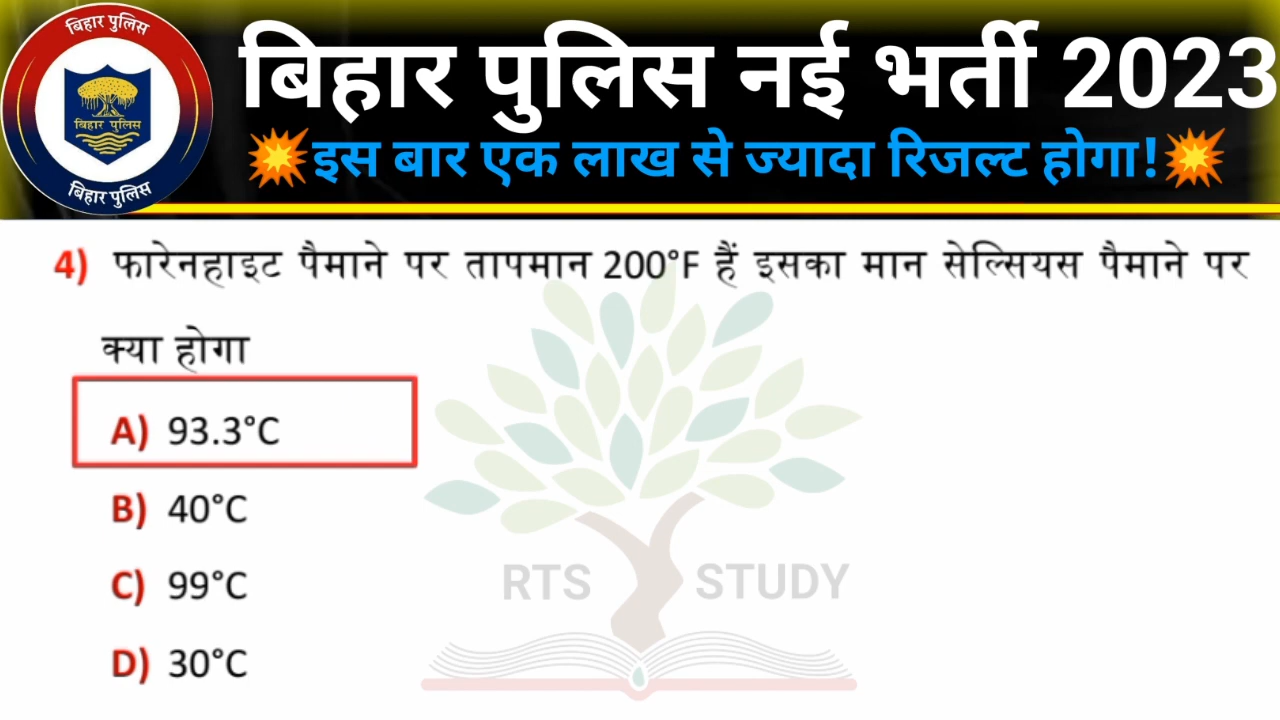 बिहार पुलिस
बिहार पुलिस
बिहार पुलिस
बिहार पुलिस नई भर्ती 2023
इस बार एक लाख से ज्यादा रिजल्ट होगा!
4) फारेनहाइट पैमाने पर तापमान 200°F हैं इसका मान सेल्सियस पैमाने पर
क्या होगा
A) 93.3°C
B) 40°C
C) 99°C
D) 30°C
RTS STUDY